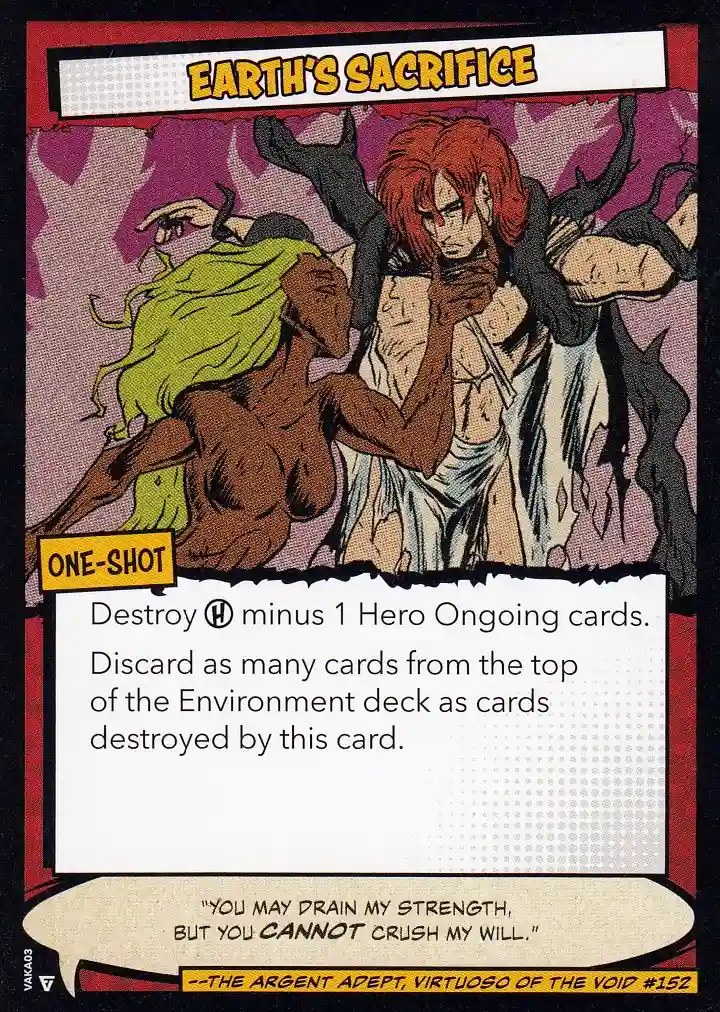 EARTH'S SACRIFICE
ONE-SHOT
Destroy Ⓗ minus 1 Hero Ongoing cards.
Discard as many cards from the top
of the Environment deck as cards
destroyed by this card.
"YOU MAY DRAIN MY STRENGTH,
BUT YOU CANNOT CRUSH MY WILL."
--THE ARGENT ADEPT, VIRTUOSO OF THE VOID #152
VAKA03